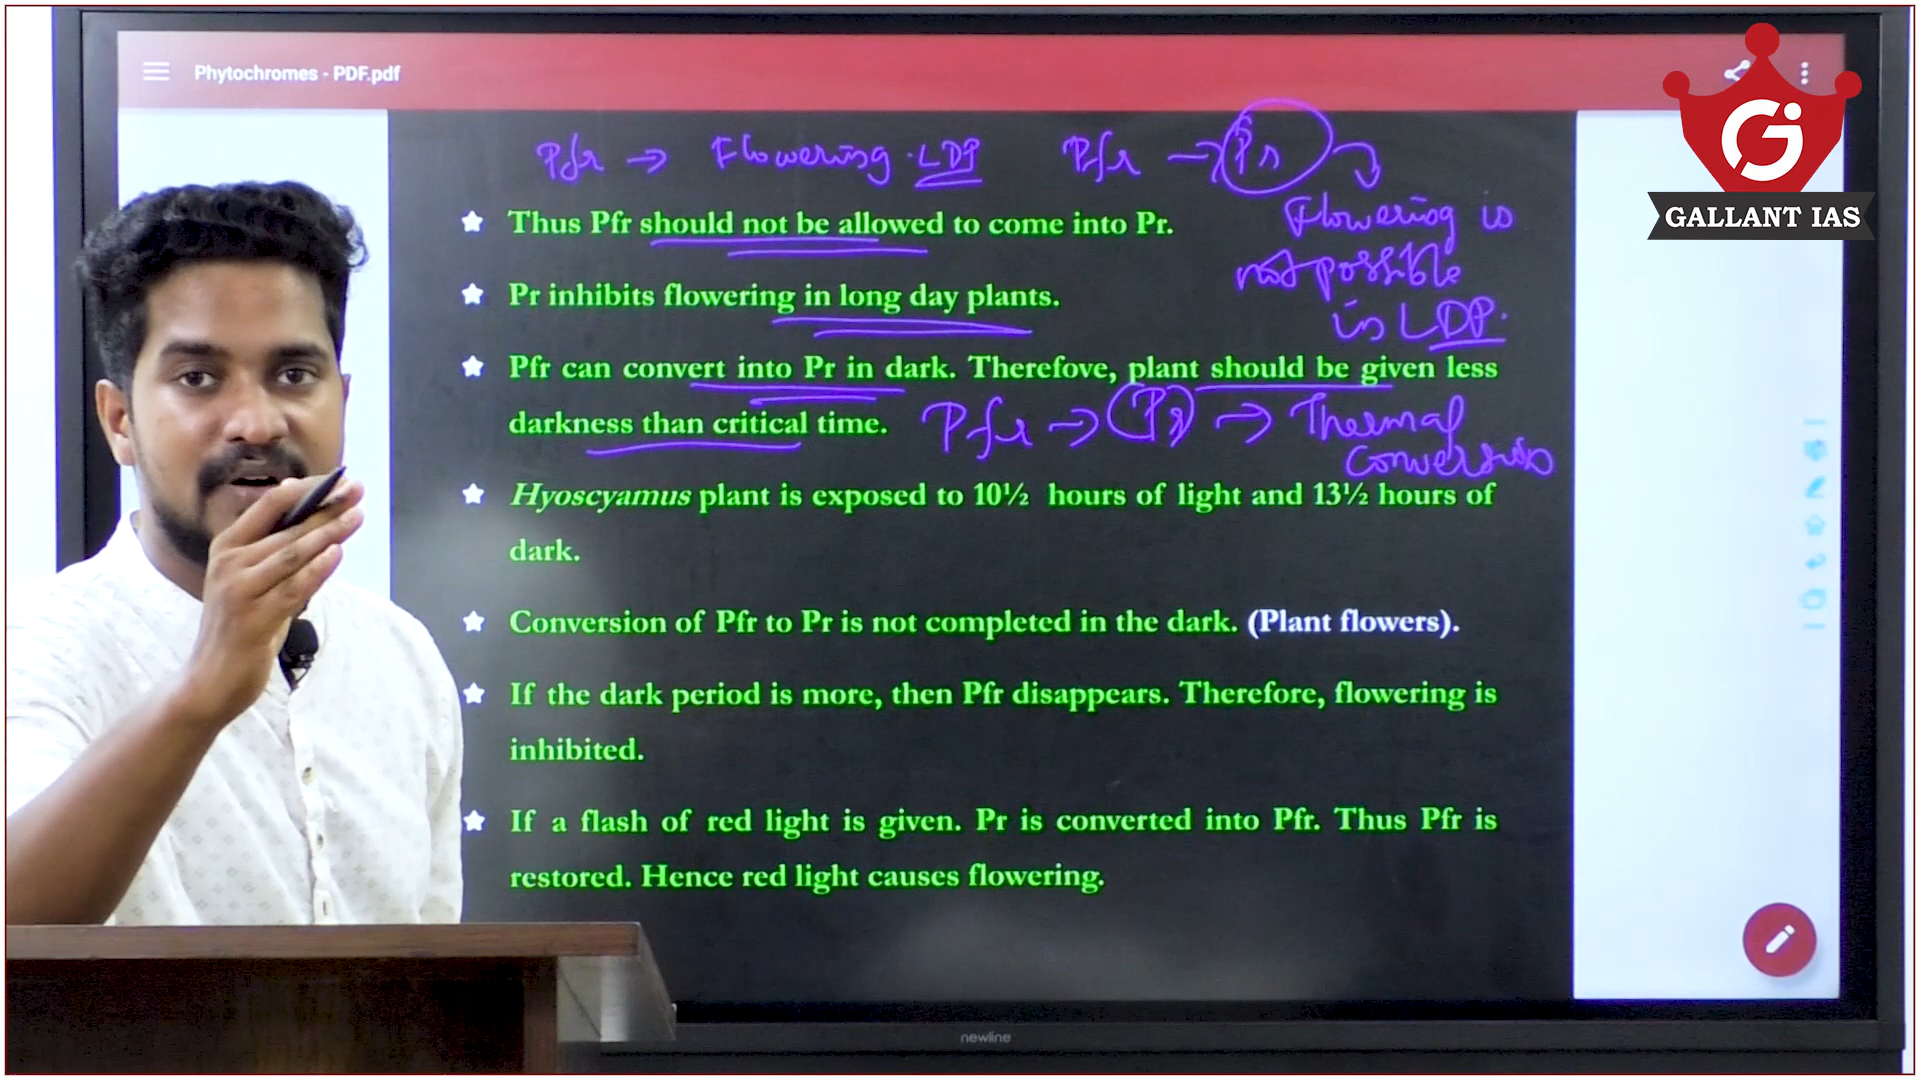 Phytochromes - PDF.pdf
GALLANT IAS
Pfr → Flowering LDP
Pfr → Pr
Flowering is
not possible
in LDP.
Thus Pfr should not be allowed to come into Pr.
Pr inhibits flowering in long day plants.
Pfr can convert into Pr in dark. Therefove, plant should be given less
darkness than critical time.
Pfr → Pr → Thermal
conversion
Hyoscyamus plant is exposed to 10½ hours of light and 13½ hours of
dark.
Conversion of Pfr to Pr is not completed in the dark. (Plant flowers).
If the dark period is more, then Pfr disappears. Therefore, flowering is
inhibited.
If a flash of red light is given. Pr is converted into Pfr. Thus Pfr is
restored. Hence red light causes flowering.
newline